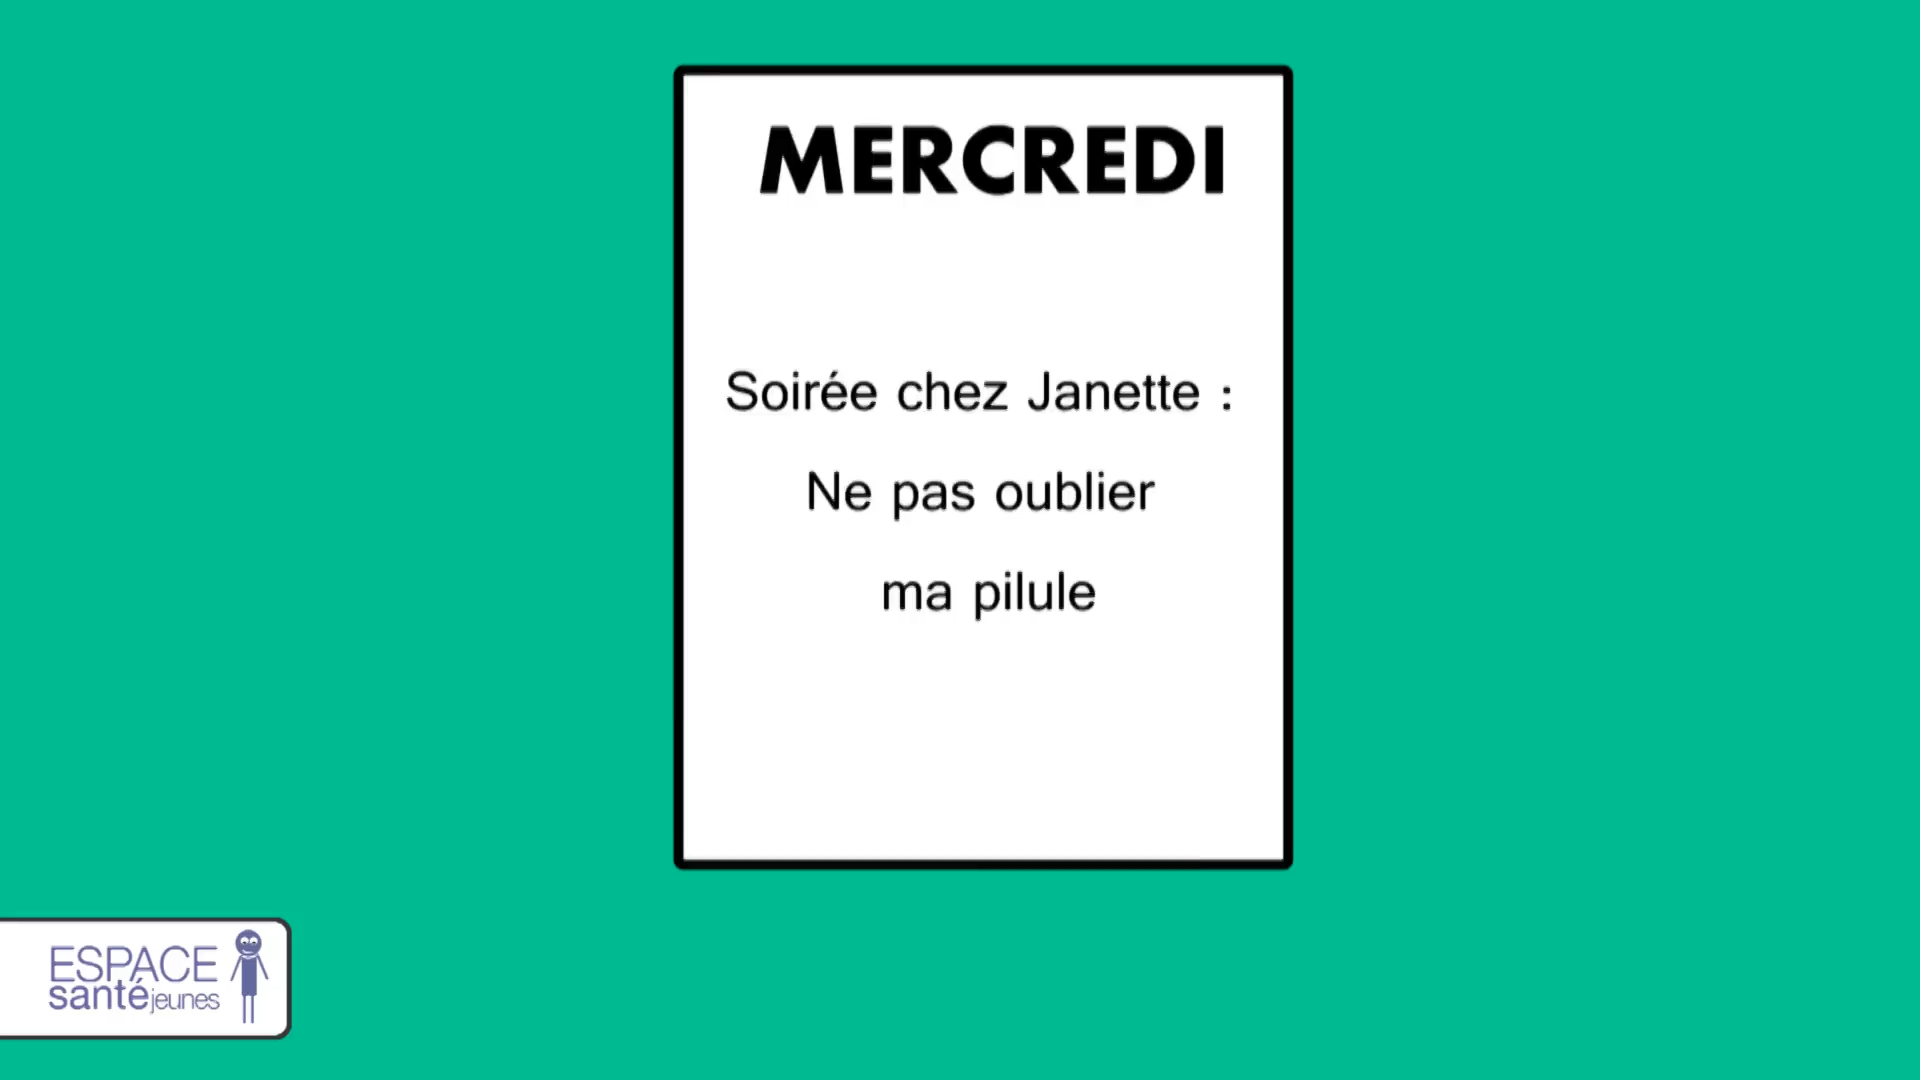 MERCREDI
Soirée chez Janette :
Ne pas oublier
ma pilule
ESPACE
santé jeunes